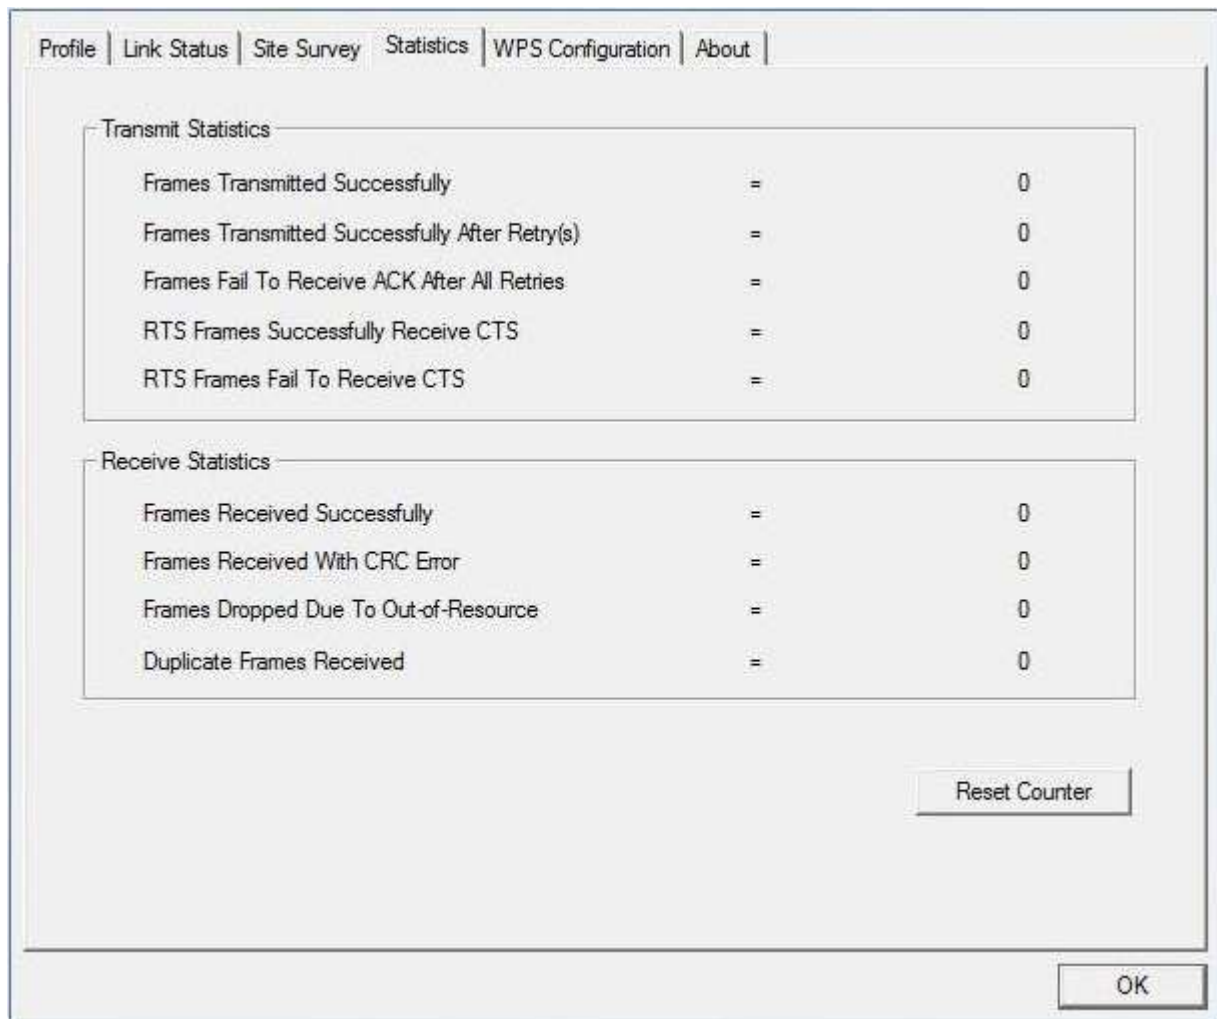 Profile | Link Status | Site Survey | Statistics | WPS Configuration | About |
Transmit Statistics
Frames Transmitted Successfully = 0
Frames Transmitted Successfully After Retry(s) = 0
Frames Fail To Receive ACK After All Retries = 0
RTS Frames Successfully Receive CTS = 0
RTS Frames Fail To Receive CTS = 0
Receive Statistics
Frames Received Successfully = 0
Frames Received With CRC Error = 0
Frames Dropped Due To Out-of-Resource = 0
Duplicate Frames Received = 0
Reset Counter
OK